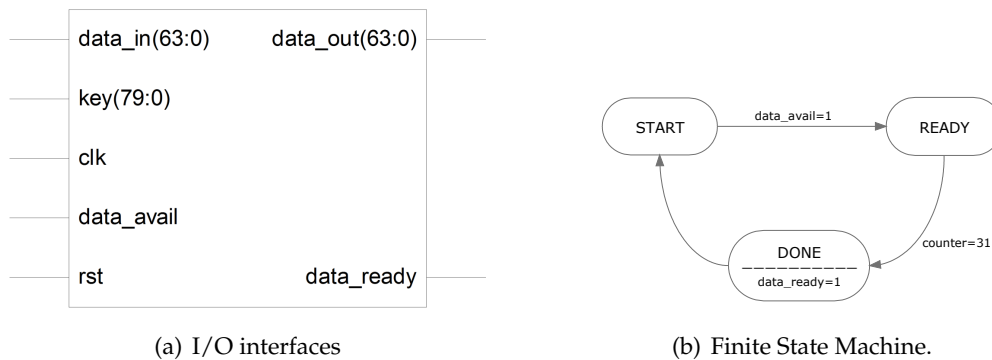 data_in(63:0) data_out(63:0)
key(79:0)
clk
data_avail
rst data_ready
(a) I/O interfaces
START
data_avail=1
READY
counter=31
DONE
data_ready=1
(b) Finite State Machine.